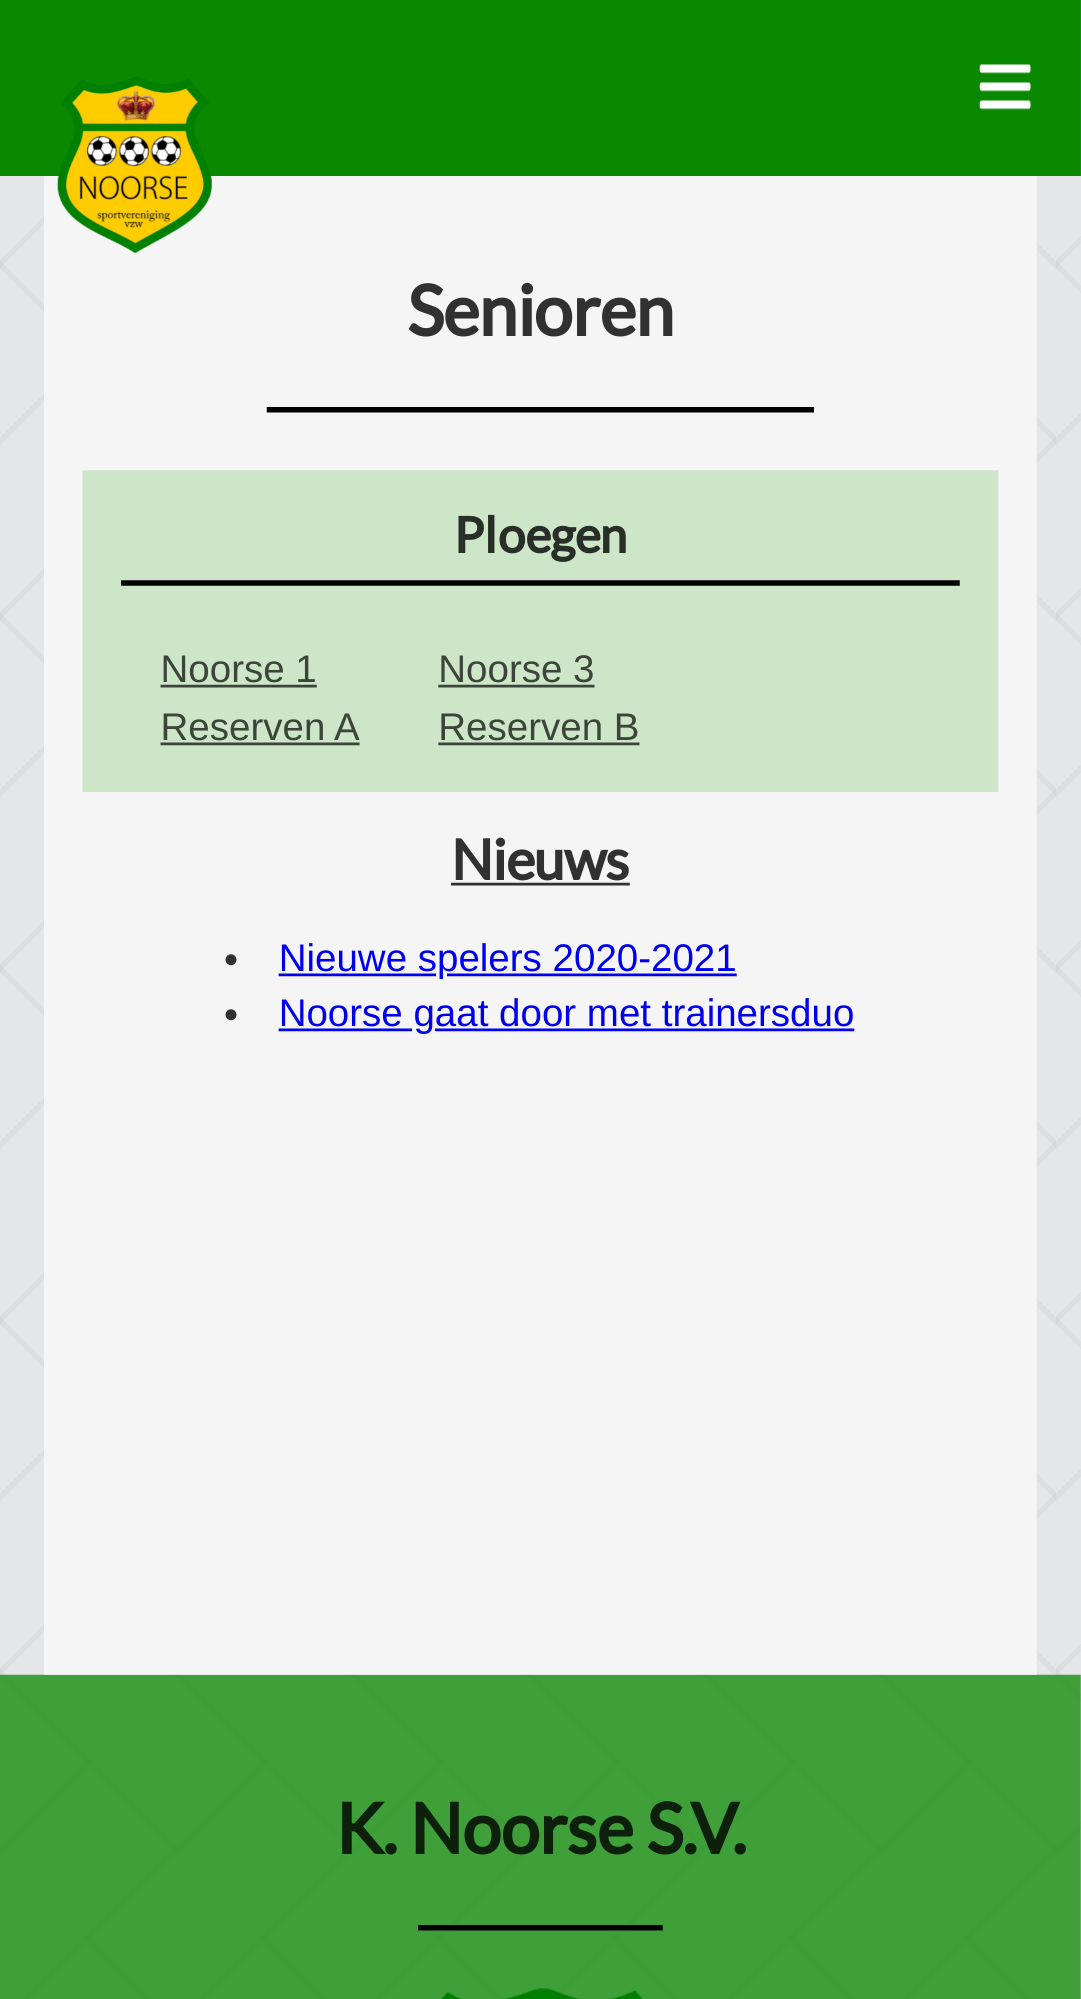 NOORSE
sportvereniging
vzw
Senioren
Ploegen
Noorse 1
Noorse 3
Reserven A
Reserven B
Nieuws
• Nieuwe spelers 2020-2021
• Noorse gaat door met trainersduo
K. Noorse S.V.